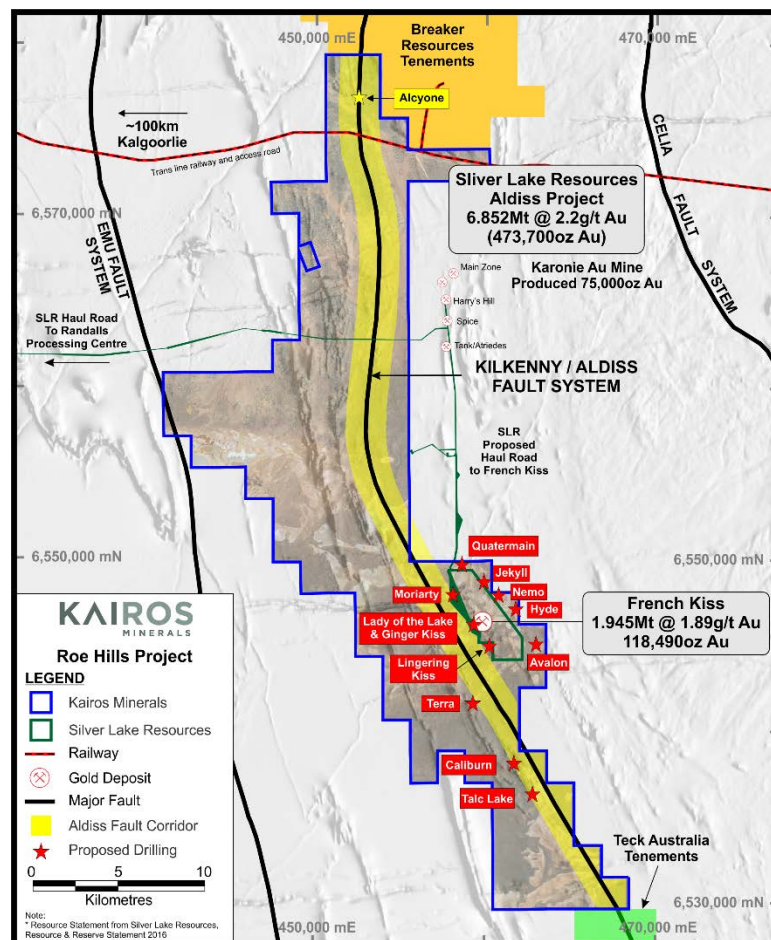 450,000 mE
470,000 mE
Breaker
Resources
Tenements
Alcyone
~100km
Kalgoorlie
Trans line railway and access road
CELIA
FAULT
SYSTEM
Sliver Lake Resources
Aldiss Project
6.852Mt @ 2.2g/t Au
(473,700oz Au)
6,570,000 mN
EMU FAULT
SYSTEM
Main Zone
Karonie Au Mine
Produced 75,000oz Au
Harry's Hill
Spice
Tank/Atriedes
SLR Haul Road
To Randalls
Processing Centre
KILKENNY / ALDISS
FAULT SYSTEM
SLR
Proposed
Haul Road
to French Kiss
6,550,000 mN
6,550,000 mN
Quatermain
Jekyll
Moriarty
Nemo
Hyde
Lady of the Lake
& Ginger Kiss
French Kiss
1.945Mt @ 1.89g/t Au
118,490oz Au
Lingering
Kiss
Avalon
Terra
Caliburn
Talc Lake
Teck Australia
Tenements
6,530,000 mN
450,000 mE
470,000 mE
KAIROS
MINERALS
Roe Hills Project
LEGEND
Kairos Minerals
Silver Lake Resources
Railway
Gold Deposit
Major Fault
Aldiss Fault Corridor
Proposed Drilling
0 5 10
Kilometres
Note:
* Resource Statement from Silver Lake Resources,
Resource & Reserve Statement 2016